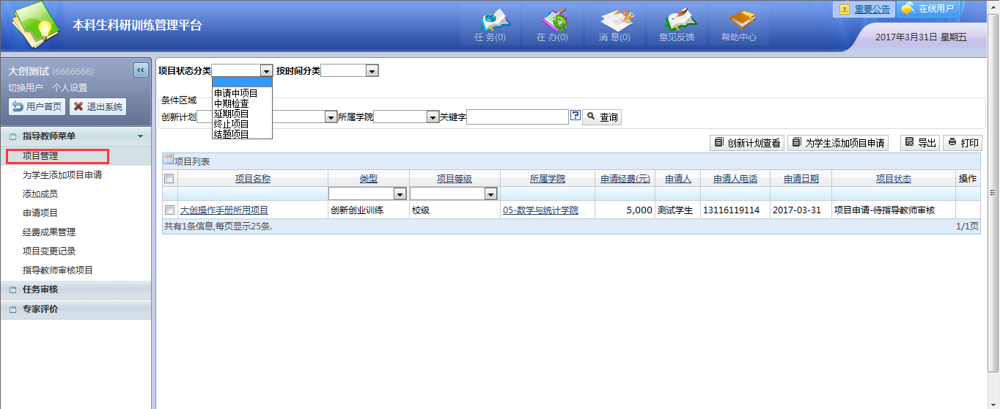 重要公告 在线用户
本科生科研训练管理平台
任 务(0) 在 办(0) 消 息(0) 意见反馈 帮助中心
2017年3月31日 星期五
大创测试 (6666666)
切换用户 个人设置
用户首页 退出系统
指导教师菜单
项目管理
为学生添加项目申请
添加成员
申请项目
经费成果管理
项目变更记录
指导教师审核项目
任务审核
专家评价
项目状态分类 按时间分类
申请中项目
中期检查
延期项目
终止项目
结题项目
条件区域
创新计划 所属学院 关键字 ? 查询
创新计划查看 为学生添加项目申请 导出 打印
项目列表
项目名称 类型 项目等级 所属学院 申请经费(元) 申请人 申请人电话 申请日期 项目状态 操作
大创操作手册所用项目 创新创业训练 校级 05-数学与统计学院 5,000 测试学生 13116119114 2017-03-31 项目申请-待指导教师审核
共有1条信息,每页显示25条. 1/1页